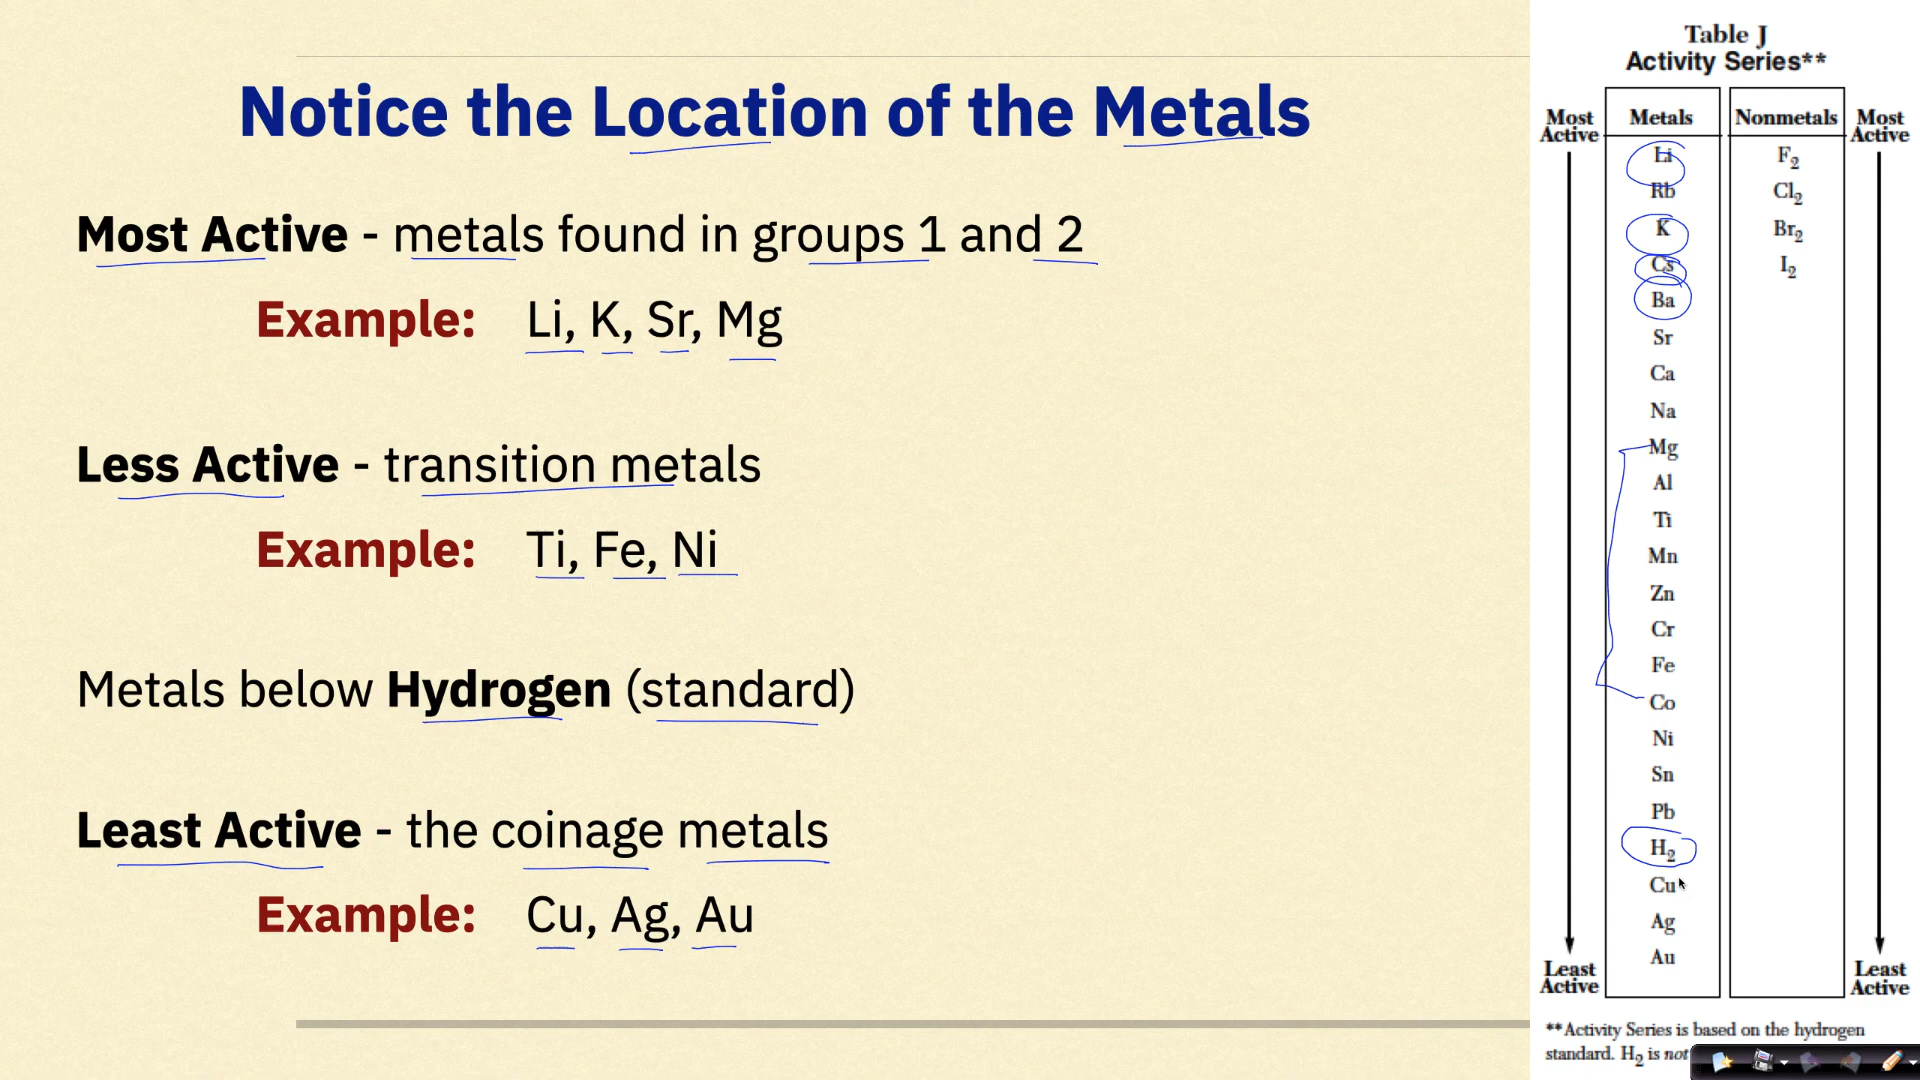 Notice the Location of the Metals
Most Active - metals found in groups 1 and 2
Example: Li, K, Sr, Mg
Less Active - transition metals
Example: Ti, Fe, Ni
Metals below Hydrogen (standard)
Least Active - the coinage metals
Example: Cu, Ag, Au
Table J
Activity Series**
Most Active
Metals
Nonmetals
Most Active
Li
F₂
Rb
Cl₂
K
Br₂
Cs
I₂
Ba
Sr
Ca
Na
Mg
Al
Ti
Mn
Zn
Cr
Fe
Co
Ni
Sn
Pb
H₂
Cu
Ag
Au
Least Active
Least Active
**Activity Series is based on the hydrogen
standard. H₂ is not